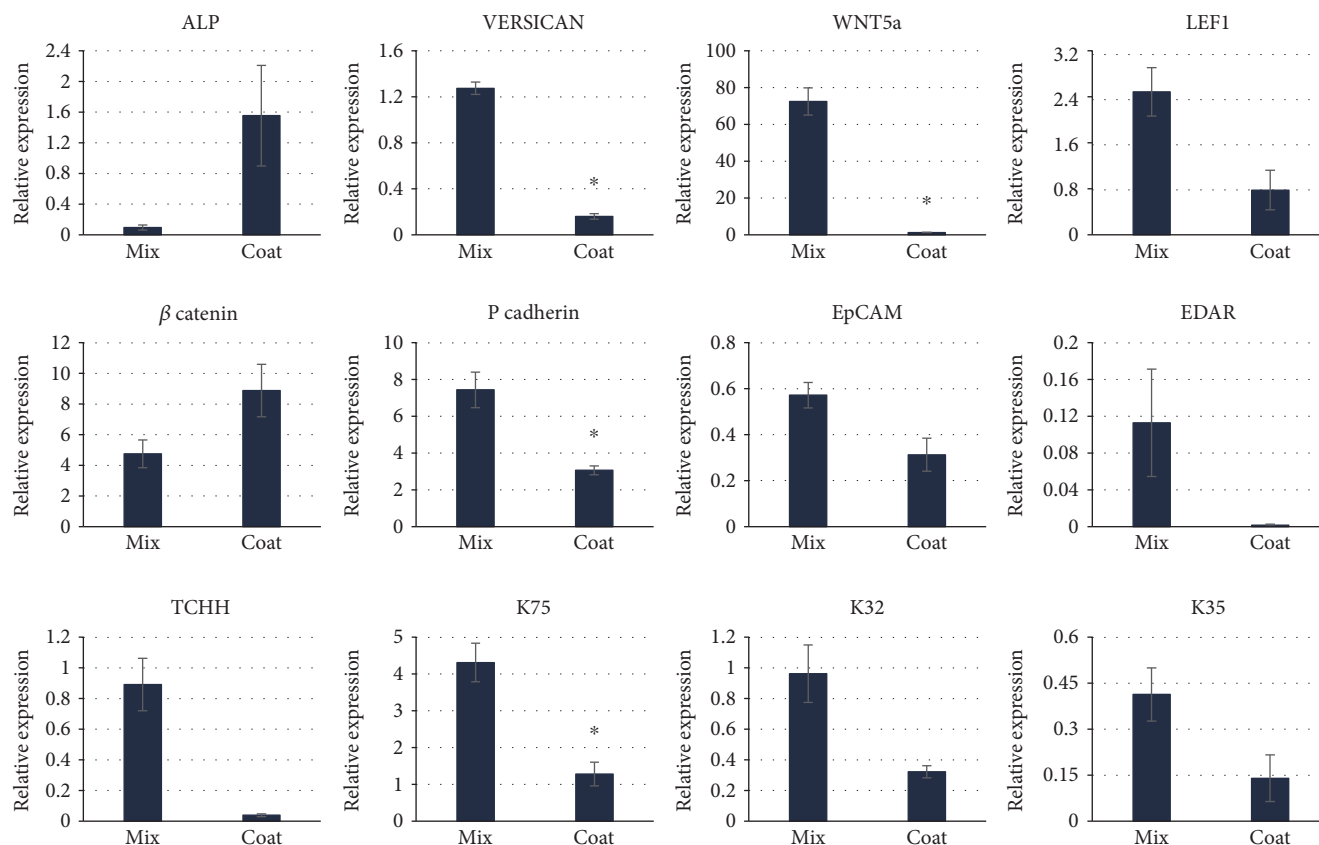 ALP
Relative expression
2.4
2
1.6
1.2
0.8
0.4
0
Mix Coat
VERSICAN
Relative expression
1.6
1.2
0.8
0.4
0
*
Mix Coat
WNT5a
Relative expression
100
80
60
40
20
0
*
Mix Coat
LEF1
Relative expression
3.2
2.4
1.6
0.8
0
Mix Coat
β catenin
Relative expression
12
10
8
6
4
2
0
Mix Coat
P cadherin
Relative expression
10
8
6
4
2
0
*
Mix Coat
EpCAM
Relative expression
0.8
0.6
0.4
0.2
0
Mix Coat
EDAR
Relative expression
0.2
0.16
0.12
0.08
0.04
0
Mix Coat
TCHH
Relative expression
1.2
1
0.8
0.6
0.4
0.2
0
Mix Coat
K75
Relative expression
5
4
3
2
1
0
*
Mix Coat
K32
Relative expression
1.2
1
0.8
0.6
0.4
0.2
0
Mix Coat
K35
Relative expression
0.6
0.45
0.3
0.15
0
Mix Coat